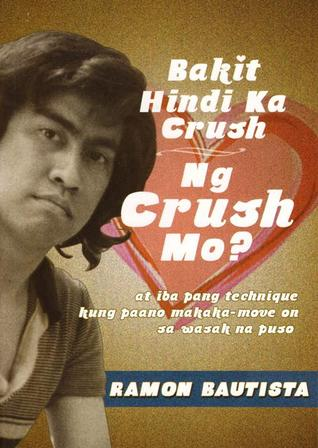 Bakit
Hindi Ka
Crush
Ng
Crush
Mo?
at iba pang technique
kung paano makaka-move on
sa wasak na puso
RAMON BAUTISTA